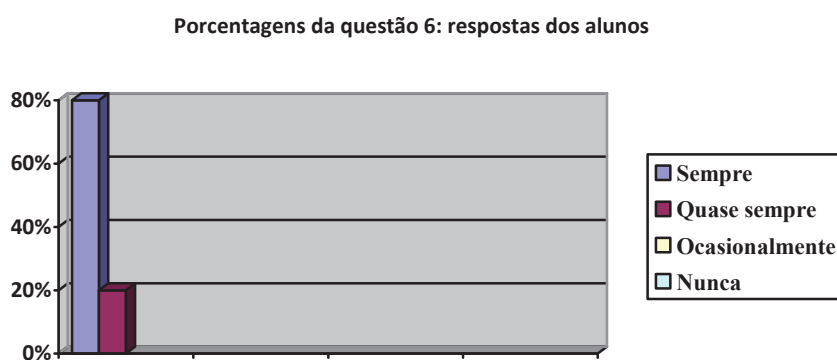 Porcentagens da questão 6: respostas dos alunos
80%
60%
40%
20%
0%
Sempre
Quase sempre
Ocasionalmente
Nunca